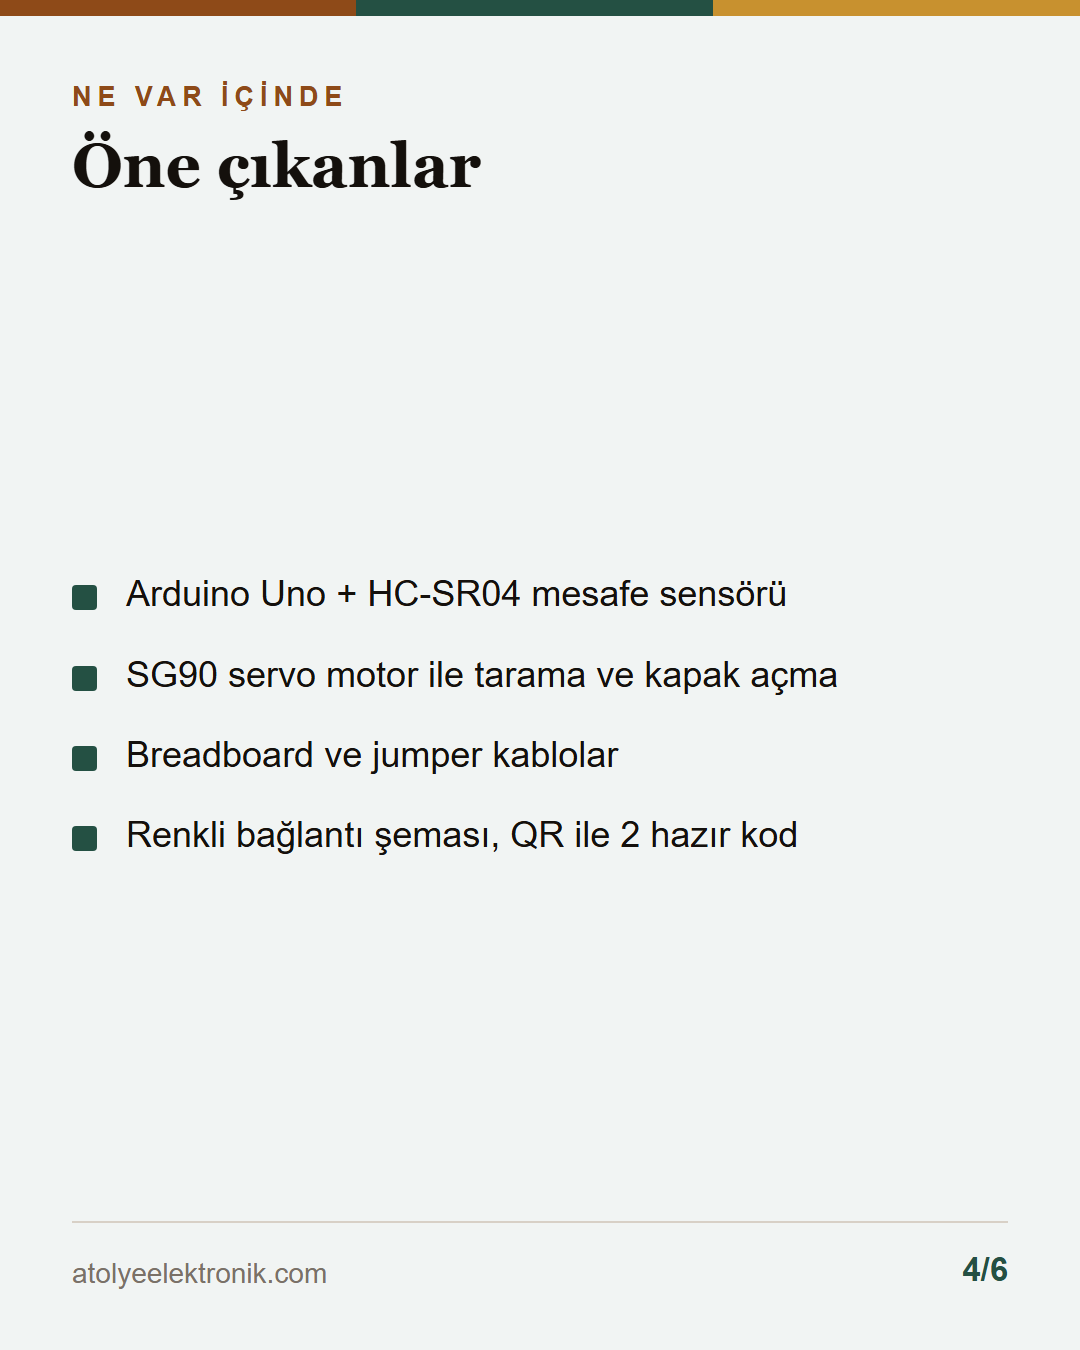 NE VAR İÇİNDE
Öne çıkanlar
Arduino Uno + HC-SR04 mesafe sensörü
SG90 servo motor ile tarama ve kapak açma
Breadboard ve jumper kablolar
Renkli bağlantı şeması, QR ile 2 hazır kod
atolyeelektronik.com
4/6